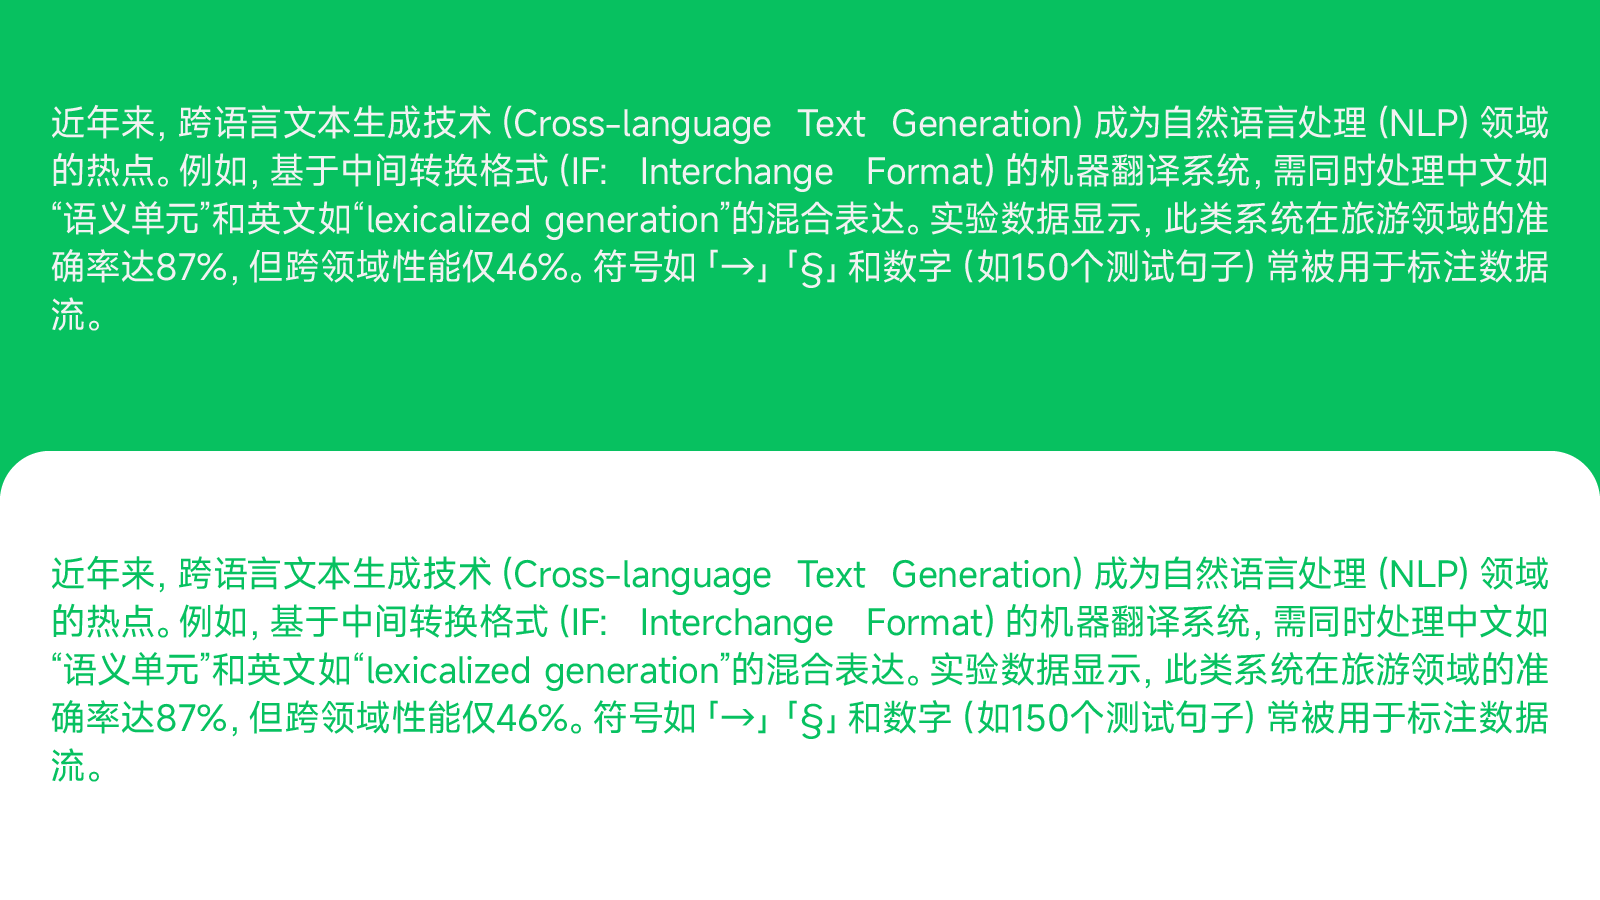 近年来，跨语言文本生成技术（Cross-language Text Generation）成为自然语言处理（NLP）领域
的热点。例如，基于中间转换格式（IF: Interchange Format）的机器翻译系统，需同时处理中文如
“语义单元”和英文如“lexicalized generation”的混合表达。实验数据显示，此类系统在旅游领域的准
确率达87%，但跨领域性能仅46%。符号如「→」「§」和数字（如150个测试句子）常被用于标注数据
流。
近年来，跨语言文本生成技术（Cross-language Text Generation）成为自然语言处理（NLP）领域
的热点。例如，基于中间转换格式（IF: Interchange Format）的机器翻译系统，需同时处理中文如
“语义单元”和英文如“lexicalized generation”的混合表达。实验数据显示，此类系统在旅游领域的准
确率达87%，但跨领域性能仅46%。符号如「→」「§」和数字（如150个测试句子）常被用于标注数据
流。